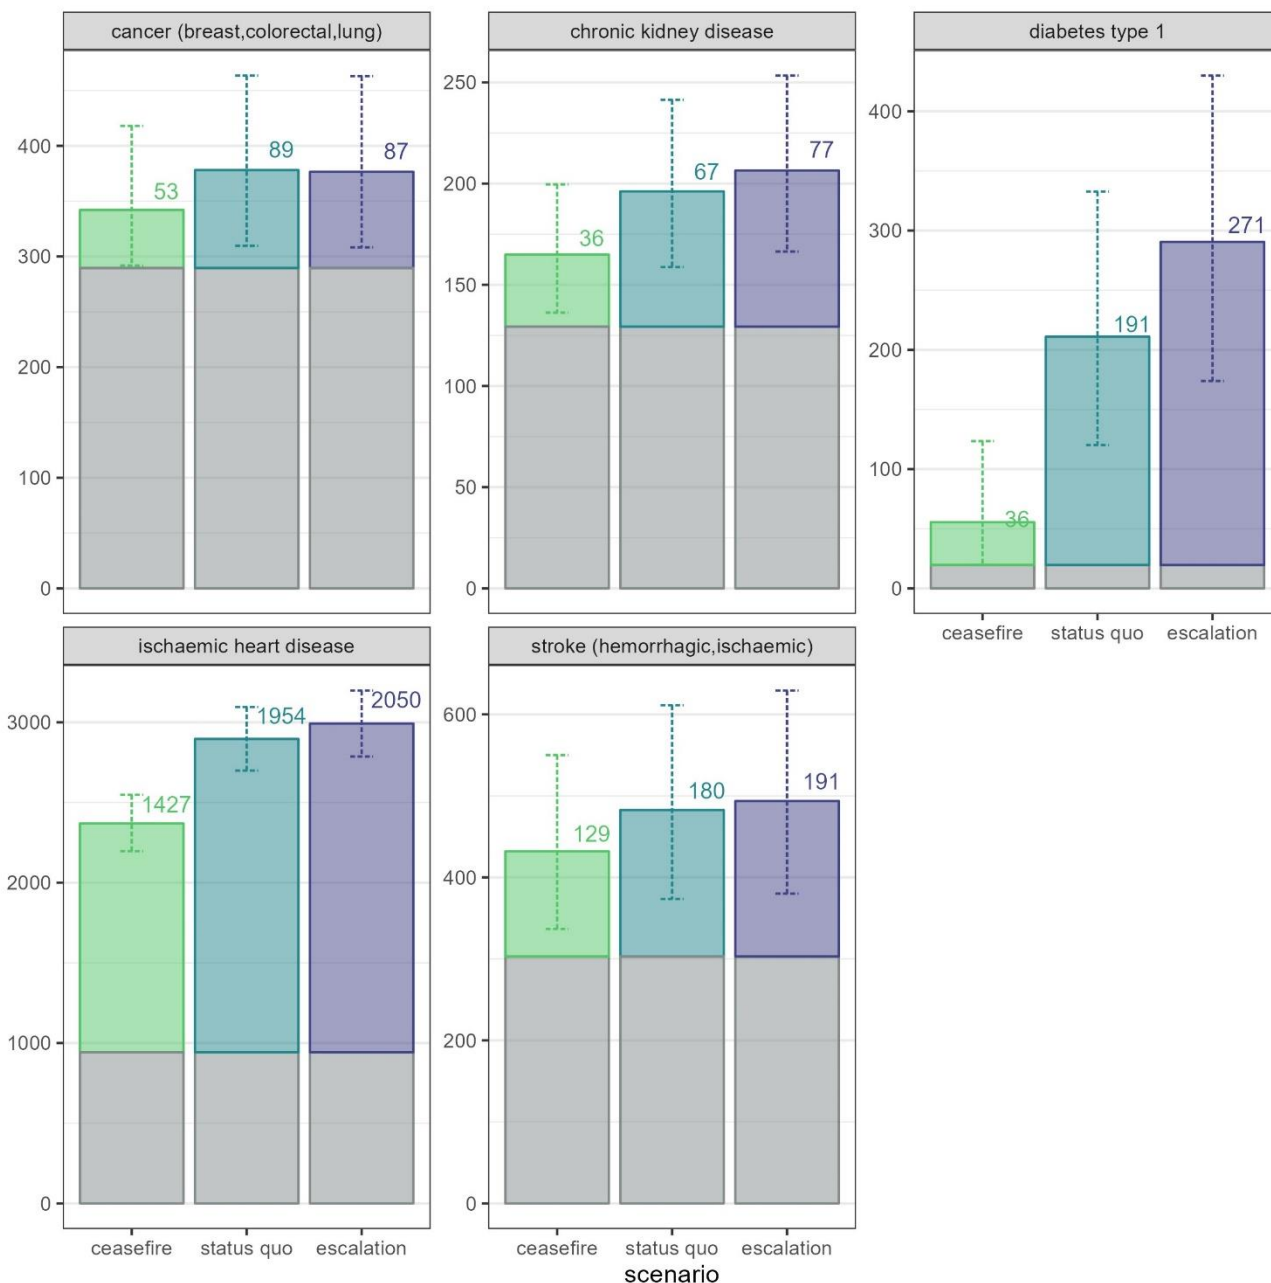 cancer (breast,colorectal,lung)
400
300
200
100
0
53
89
87
chronic kidney disease
250
200
150
100
50
0
36
67
77
diabetes type 1
400
300
200
100
0
36
191
271
ceasefire
status quo
escalation
ischaemic heart disease
3000
2000
1000
0
1427
1954
2050
ceasefire
status quo
escalation
stroke (hemorrhagic,ischaemic)
600
400
200
0
129
180
191
ceasefire
status quo
escalation
scenario